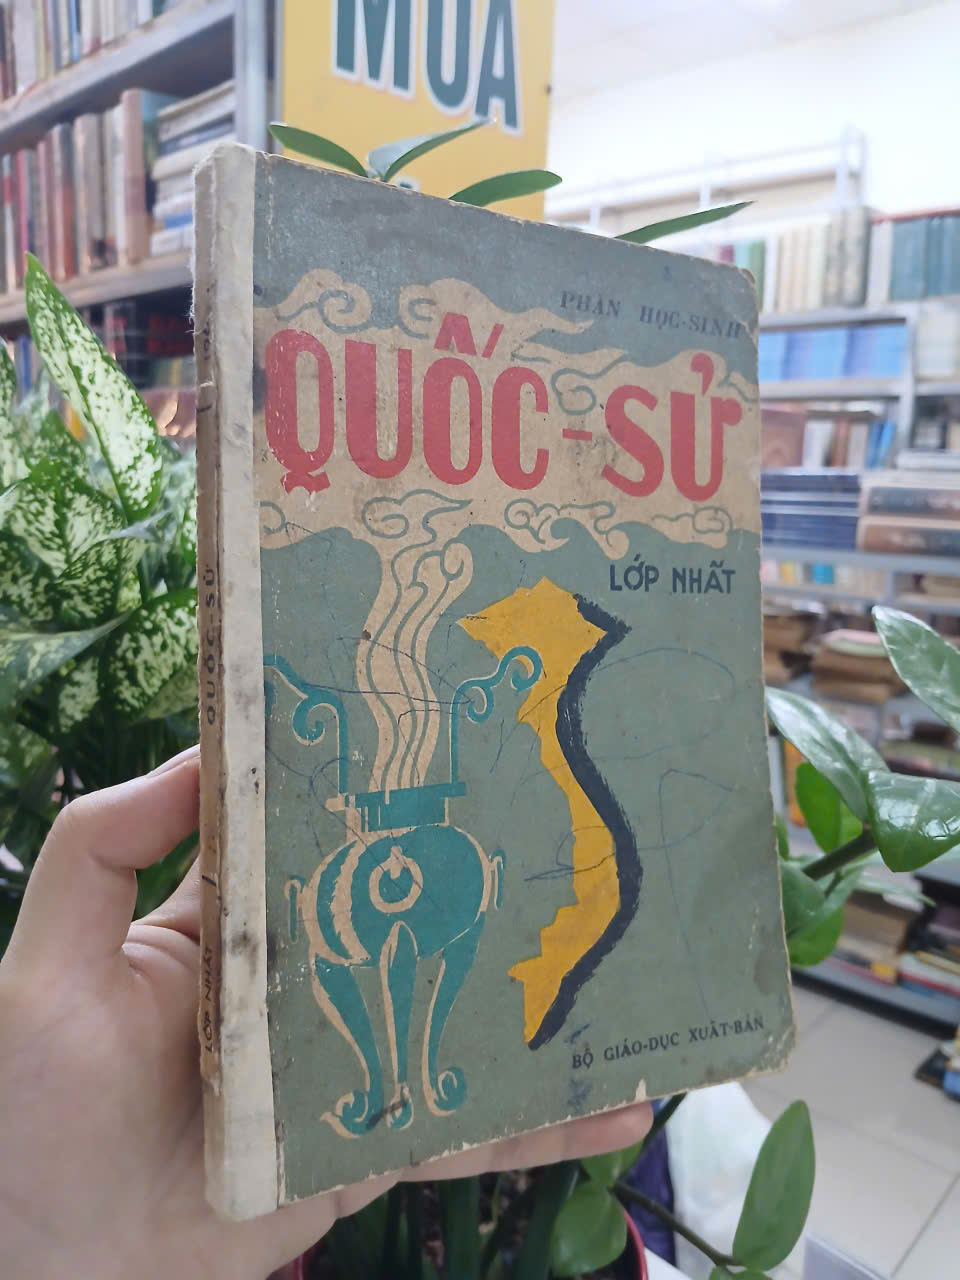 MUA
PHẦN HỌC-SINH
QUỐC-SỬ
LỚP NHẤT
BỘ GIÁO-DỤC XUẤT-BẢN
QUỐC-SỬ
LỚP NHẤT